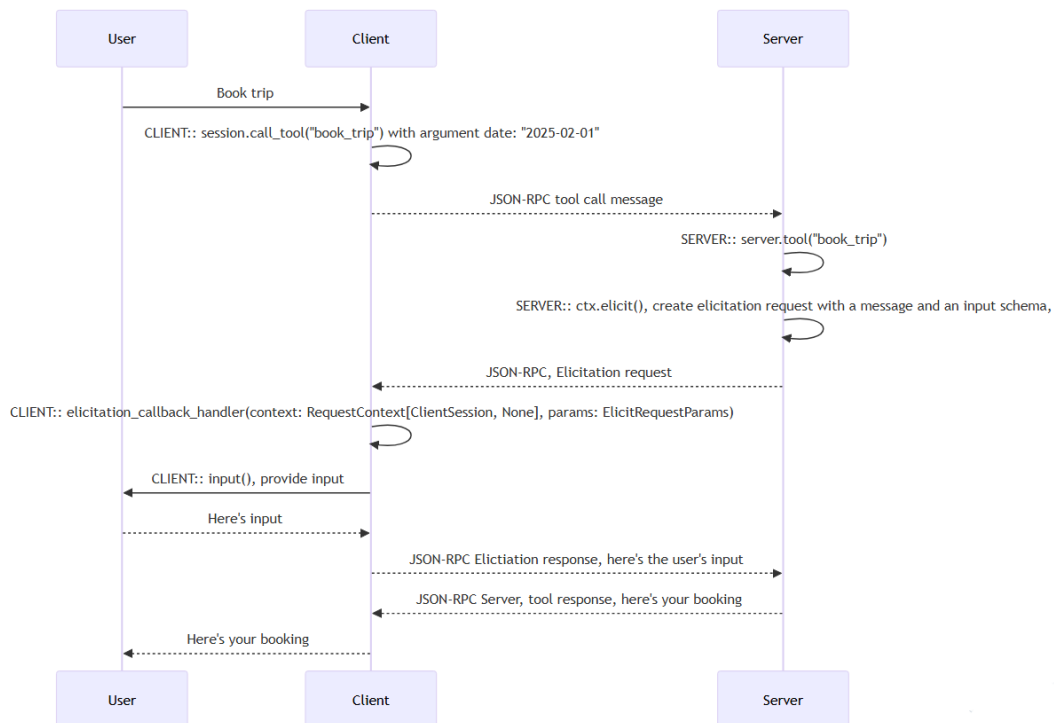 User Client Server
Book trip
CLIENT:: session.call_tool("book_trip") with argument date: "2025-02-01"
JSON-RPC tool call message
SERVER:: server.tool("book_trip")
SERVER:: ctx.elicit(), create elicitation request with a message and an input schema,
JSON-RPC, Elicitation request
CLIENT:: elicitation_callback_handler(context: RequestContext[ClientSession, None], params: ElicitRequestParams)
CLIENT:: input(), provide input
Here's input
JSON-RPC Elictiation response, here's the user's input
JSON-RPC Server, tool response, here's your booking
Here's your booking
User Client Server